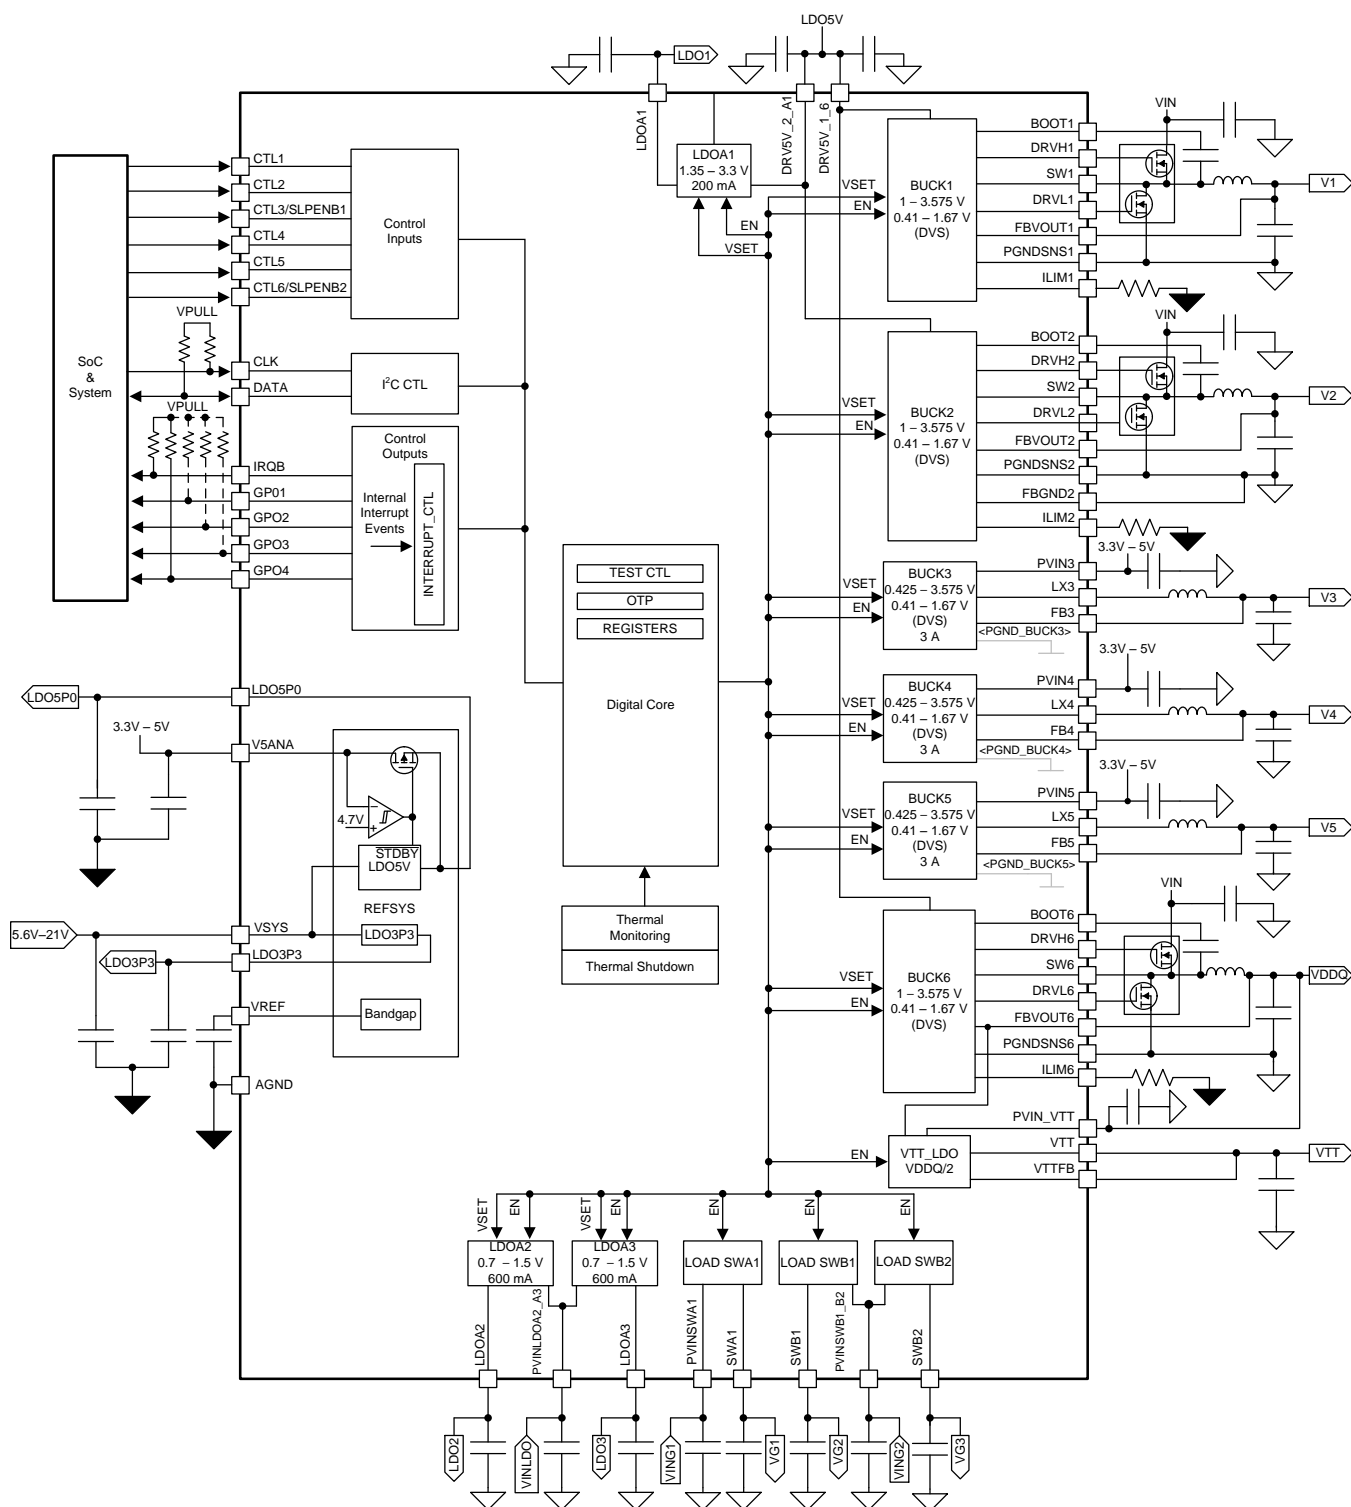 LDO5V
LDO1
LDOA1
DRV5V_2_A1
DRV5V_1_6
LDOA1
1.35 – 3.3 V
200 mA
EN
VSET
SoC
&
System
CTL1
CTL2
CTL3/SLPENB1
CTL4
CTL5
CTL6/SLPENB2
Control
Inputs
VPULL
CLK
DATA
I²C CTL
VPULL
IRQB
GP01
GPO2
GPO3
GPO4
Control
Outputs
Internal
Interrupt
Events
INTERRUPT_CTL
TEST CTL
OTP
REGISTERS
Digital Core
Thermal
Monitoring
Thermal Shutdown
LDO5P0
LDO5P0
3.3V – 5V
V5ANA
4.7V
–
+
STDBY
LDO5V
REFSYS
5.6V–21V
VSYS
LDO3P3
LDO3P3
LDO3P3
VREF
Bandgap
AGND
VSET
EN
BUCK1
1 – 3.575 V
0.41 – 1.67 V
(DVS)
BOOT1
DRVH1
SW1
DRVL1
FBVOUT1
PGNDSNS1
ILIM1
VIN
V1
VSET
EN
BUCK2
1 – 3.575 V
0.41 – 1.67 V
(DVS)
BOOT2
DRVH2
SW2
DRVL2
FBVOUT2
PGNDSNS2
FBGND2
ILIM2
VIN
V2
VSET
EN
BUCK3
0.425 – 3.575 V
0.41 – 1.67 V
(DVS)
3 A
PVIN3
LX3
FB3
<PGND_BUCK3>
3.3V – 5V
V3
VSET
EN
BUCK4
0.425 – 3.575 V
0.41 – 1.67 V
(DVS)
3 A
PVIN4
LX4
FB4
<PGND_BUCK4>
3.3V – 5V
V4
VSET
EN
BUCK5
0.425 – 3.575 V
0.41 – 1.67 V
(DVS)
3 A
PVIN5
LX5
FB5
<PGND_BUCK5>
3.3V – 5V
V5
VSET
EN
BUCK6
1 – 3.575 V
0.41 – 1.67 V
(DVS)
BOOT6
DRVH6
SW6
DRVL6
FBVOUT6
PGNDSNS6
ILIM6
VIN
VDDQ
EN
VTT_LDO
VDDQ/2
PVIN_VTT
VTT
VTTFB
VTT
VSET
EN
LDOA2
0.7 – 1.5 V
600 mA
VSET
EN
LDOA3
0.7 – 1.5 V
600 mA
EN
LOAD SWA1
EN
LOAD SWB1
EN
LOAD SWB2
LDOA2
PVINLDOA2_A3
LDOA3
PVINSWA1
SWA1
SWB1
PVINSWB1_B2
SWB2
LDO2
VINLDO
LDO3
VING1
VG1
VG2
VING2
VG3